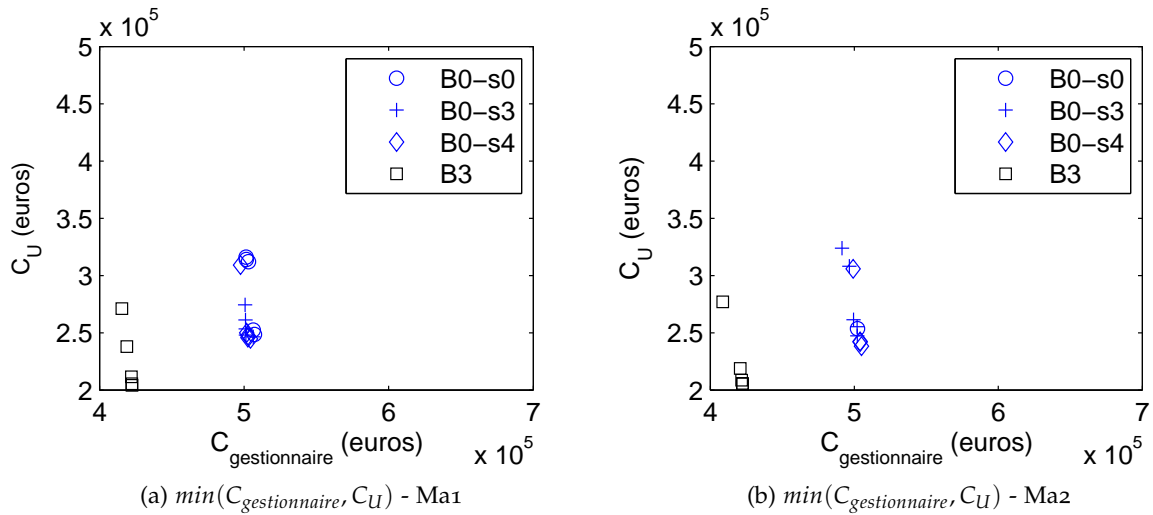 x 10^5
5
4.5
4
3.5
3
2.5
2
C_U (euros)
B0-s0
B0-s3
B0-s4
B3
4 5 6 7
C_gestionnaire (euros)
x 10^5
(a) min(C_gestionnaire, C_U) - Ma1
x 10^5
5
4.5
4
3.5
3
2.5
2
C_U (euros)
B0-s0
B0-s3
B0-s4
B3
4 5 6 7
C_gestionnaire (euros)
x 10^5
(b) min(C_gestionnaire, C_U) - Ma2